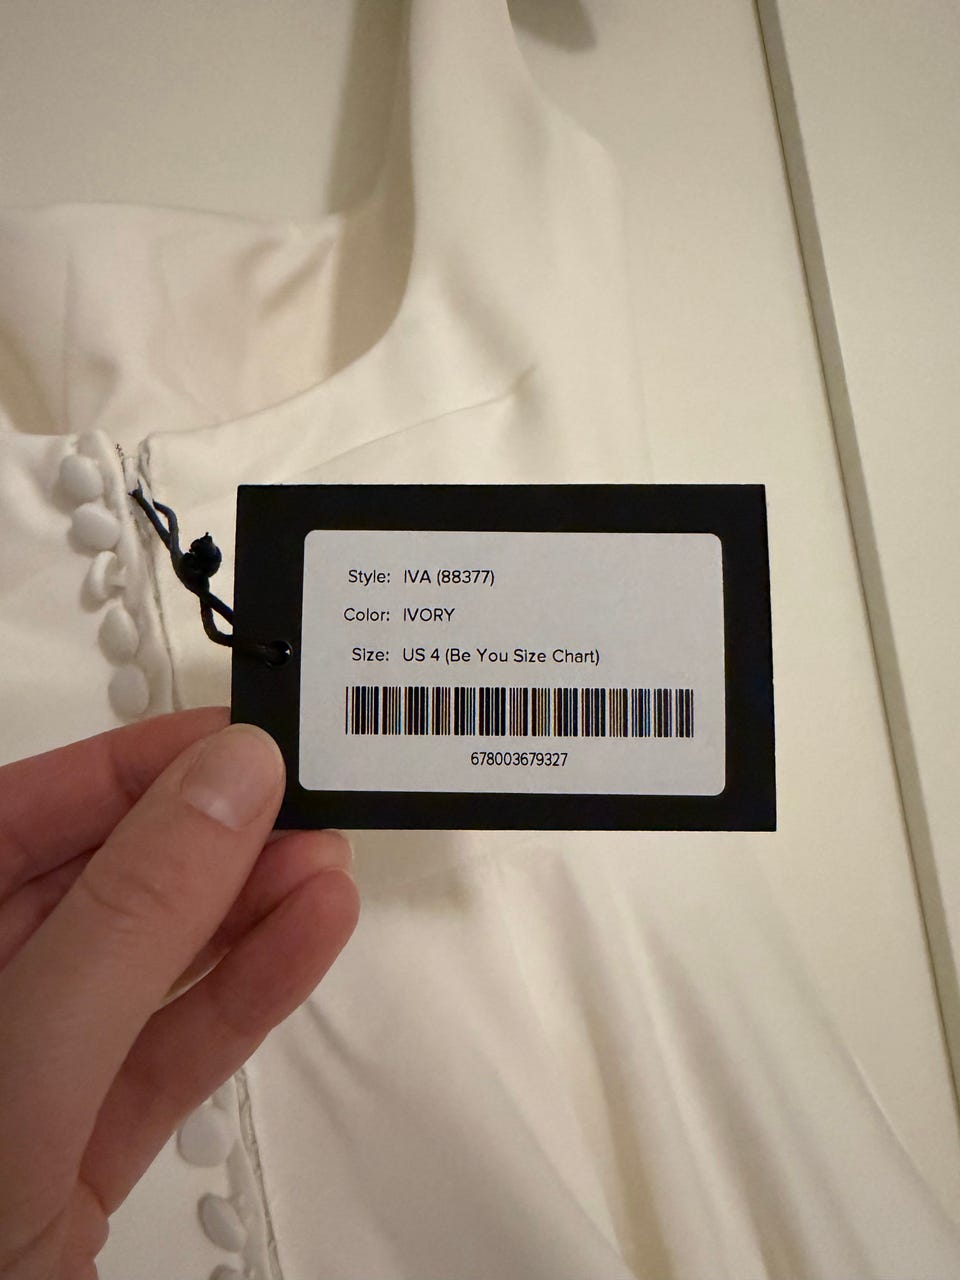 Style: IVA (88377)
Color: IVORY
Size: US 4 (Be You Size Chart)
678003679327